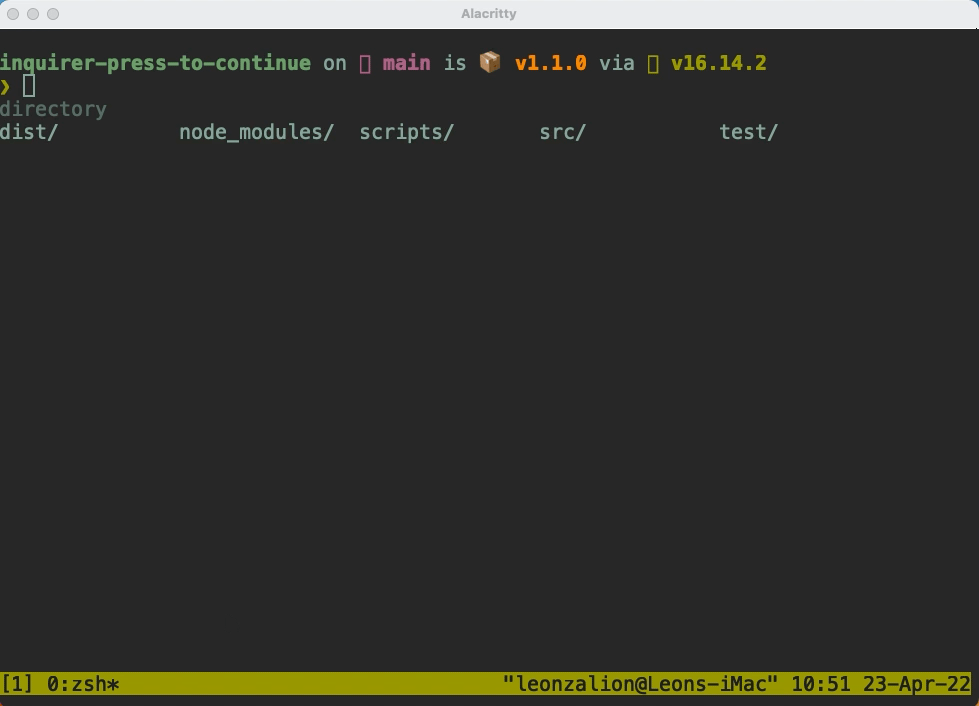 Alacritty
inquirer-press-to-continue on main is 📦 v1.1.0 via v16.14.2
❯
directory
dist/ node_modules/ scripts/ src/ test/
[1] 0:zsh* "leonzalion@Leons-iMac" 10:51 23-Apr-22